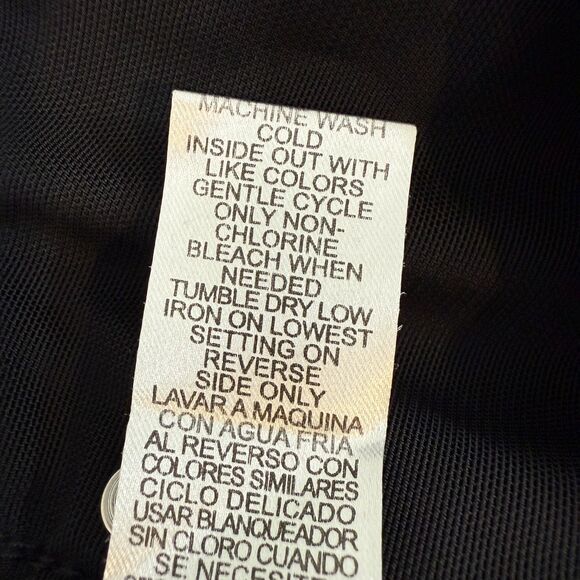 MACHINE WASH
COLD
INSIDE OUT WITH
LIKE COLORS
GENTLE CYCLE
ONLY NON-
CHLORINE
BLEACH WHEN
NEEDED
TUMBLE DRY LOW
IRON ON LOWEST
SETTING ON
REVERSE
SIDE ONLY
LAVAR A MAQUINA
CON AGUA FRIA
AL REVERSO CON
COLORES SIMILARES
CICLO DELICADO
USAR BLANQUEADOR
SIN CLORO CUANDO
SE NECESITE